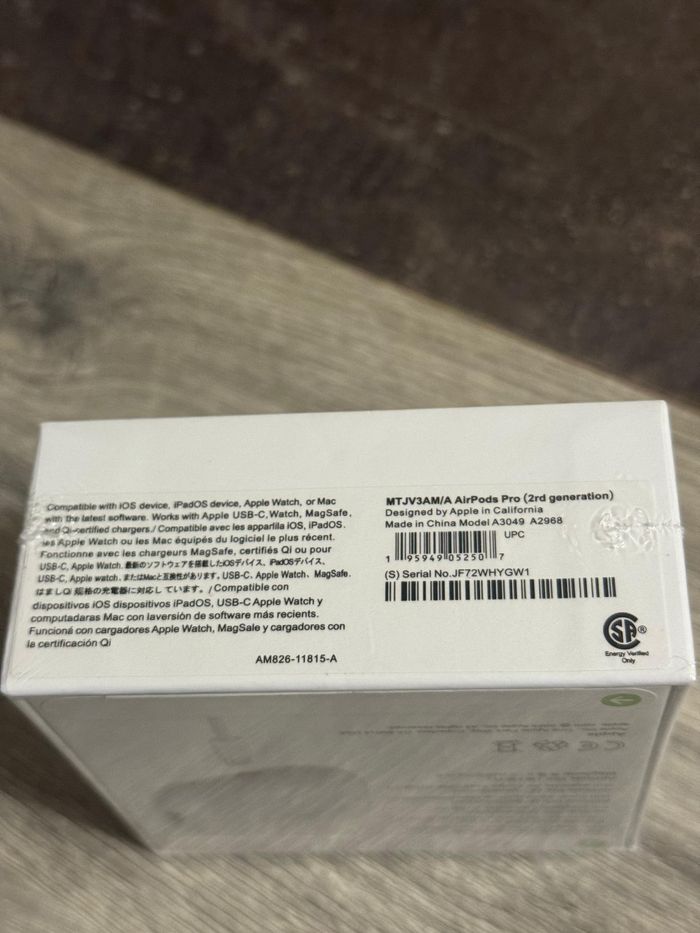 Compatible with iOS device, iPadOS device, Apple Watch, or Mac
with the latest software. Works with Apple USB-C, Watch, MagSafe,
and Qi-certified chargers./ Compatible avec les apparfila iOS, iPadOS.
les Apple Watch ou les Mac équipés du logiciel le plus récent.
Fonctionne avec les chargeurs MagSafe, certifiés Qi ou pour
USB-C, Apple Watch. 最新のソフトウェアを搭載したiOSデバイス、PadOSデバイス、
USB-C, Apple watch、またはMacと互換性があります。USB-C. Apple Watch、MagSafe.
はまし Qi 規格の充電器に対応し ています。/ Compatible con
dispositivos iOS dispositivos iPadOS, USB-C Apple Watch y
computadaras Mac con laversión de software más recients.
Funcioná con cargadores Apple Watch, MagSafe y cargadores con
la certificación Qi
AM826-11815-A
MTJV3AM/A AirPods Pro (2rd generation)
Designed by Apple in California
Made in China Model A3049 A2968
UPC
1 95949 05250 7
(S) Serial No.JF72WHYGW1
SA®
Energy Verified
Only